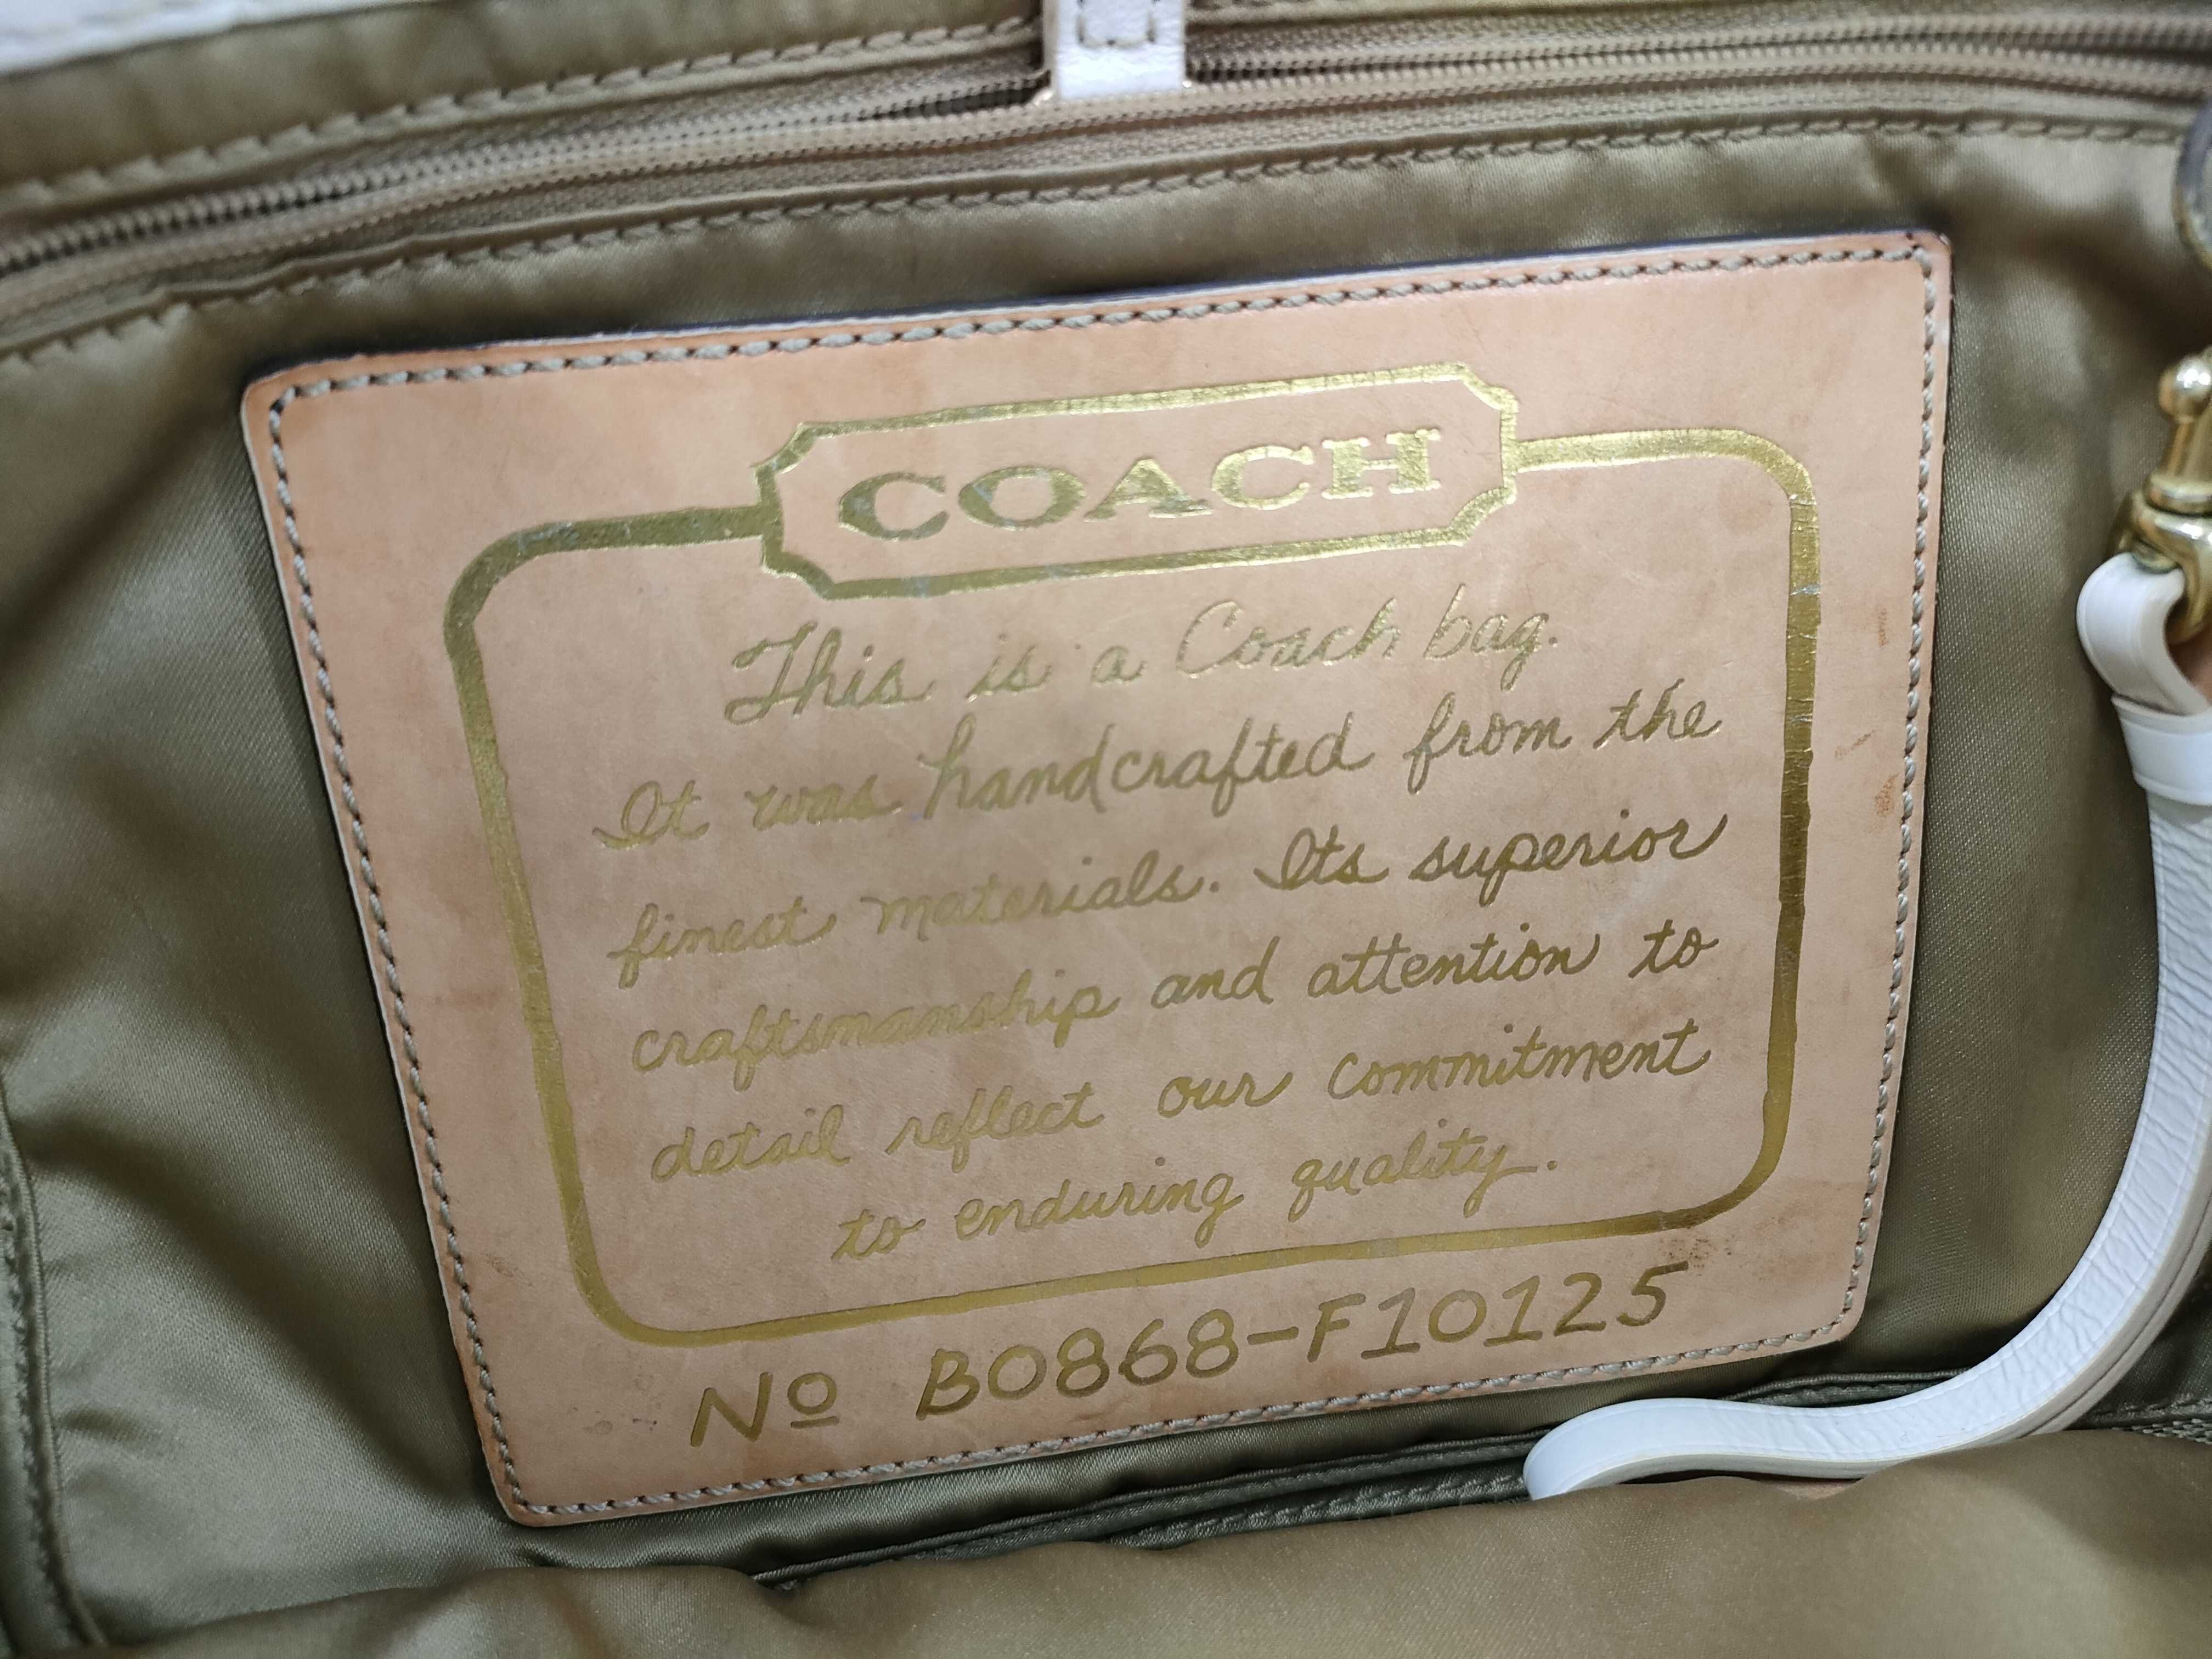 COACH
This is a Coach bag.
It was handcrafted from the
finest materials. Its superior
craftsmanship and attention to
detail reflect our commitment
to enduring quality.
Nº B0868-F10125